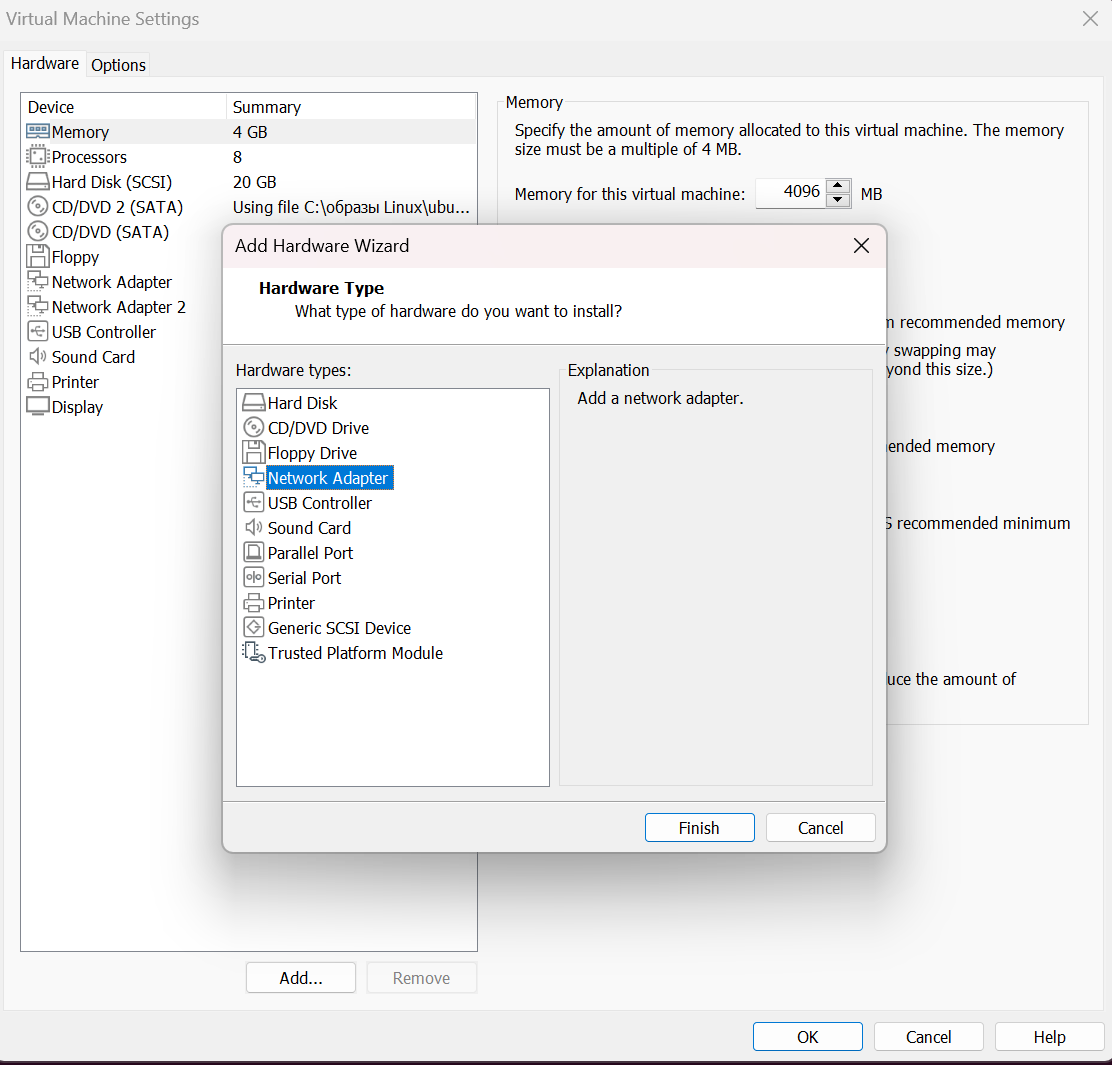 Virtual Machine Settings
Hardware Options
Device Summary
Memory 4 GB
Processors 8
Hard Disk (SCSI) 20 GB
CD/DVD 2 (SATA) Using file C:\образы Linux\ubu...
CD/DVD (SATA)
Floppy
Network Adapter
Network Adapter 2
USB Controller
Sound Card
Printer
Display
Memory
Specify the amount of memory allocated to this virtual machine. The memory
size must be a multiple of 4 MB.
Memory for this virtual machine: 4096 MB
recommended memory
swapping may
yond this size.)
ended memory
S recommended minimum
uce the amount of
Add Hardware Wizard
Hardware Type
What type of hardware do you want to install?
Hardware types:
Hard Disk
CD/DVD Drive
Floppy Drive
Network Adapter
USB Controller
Sound Card
Parallel Port
Serial Port
Printer
Generic SCSI Device
Trusted Platform Module
Explanation
Add a network adapter.
Finish Cancel
Add... Remove
OK Cancel Help